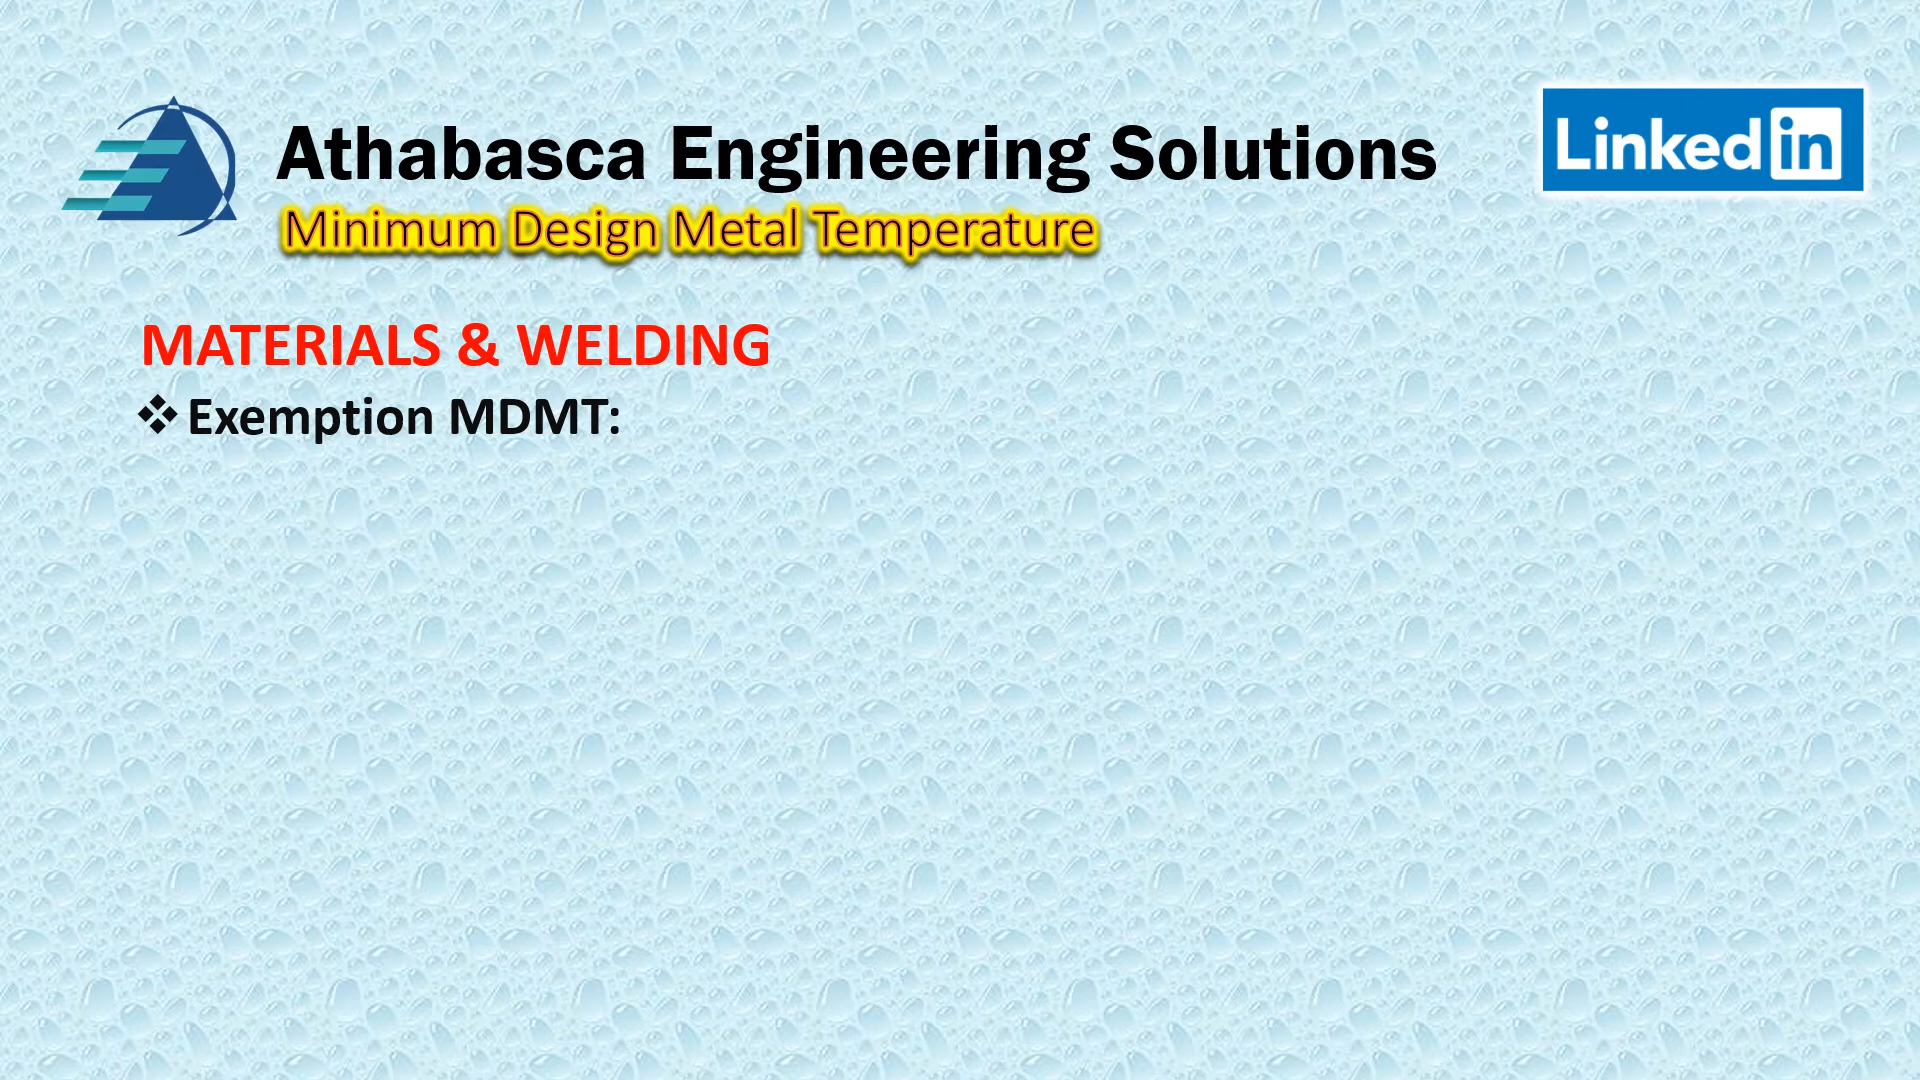 Athabasca Engineering Solutions
LinkedIn
Minimum Design Metal Temperature
MATERIALS & WELDING
❖ Exemption MDMT: